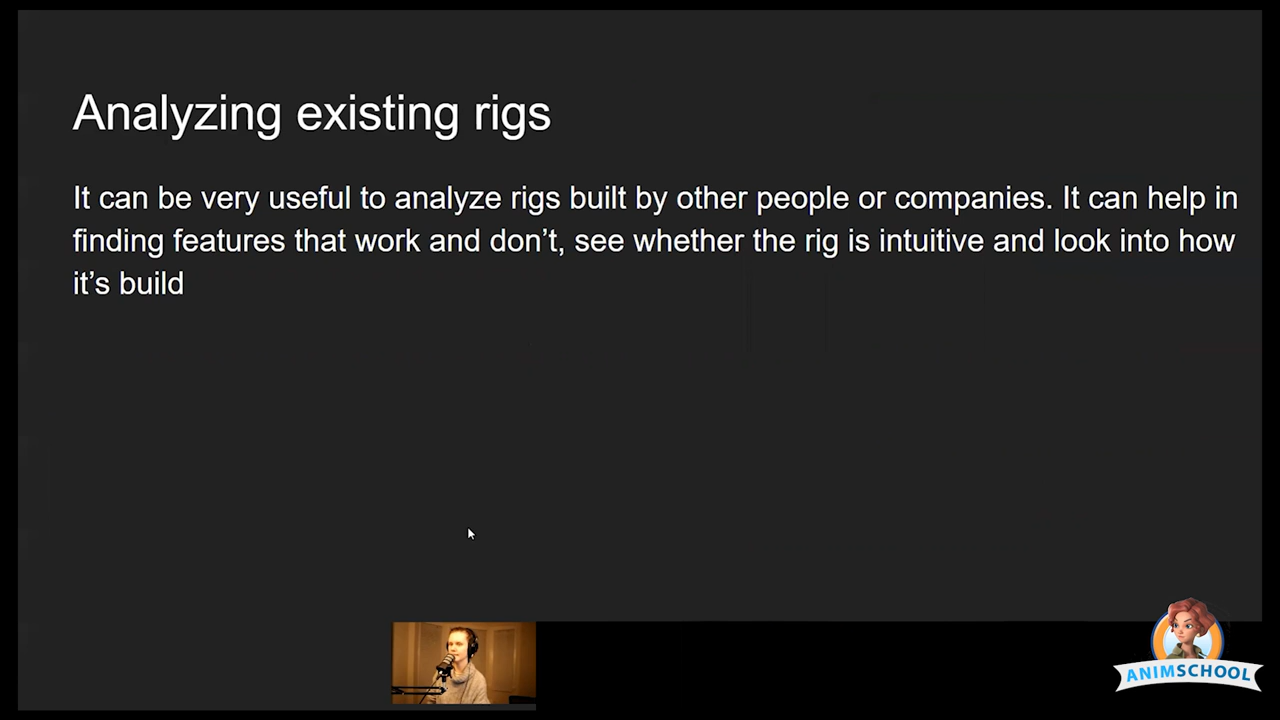 Analyzing existing rigs
It can be very useful to analyze rigs built by other people or companies. It can help in
finding features that work and don’t, see whether the rig is intuitive and look into how
it’s build
ANIMSCHOOL